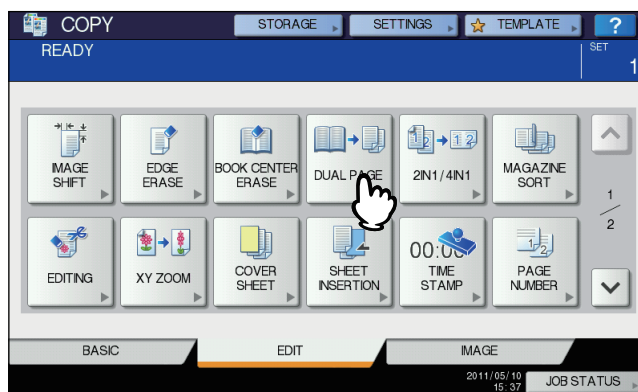 COPY
STORAGE
SETTINGS
TEMPLATE
?
READY
SET
1
IMAGE
SHIFT
EDGE
ERASE
BOOK CENTER
ERASE
DUAL PAGE
2IN1/4IN1
MAGAZINE
SORT
1
2
EDITING
XY ZOOM
COVER
SHEET
SHEET
INSERTION
00:00
TIME
STAMP
PAGE
NUMBER
BASIC
EDIT
IMAGE
2011/05/10
15:37
JOB STATUS